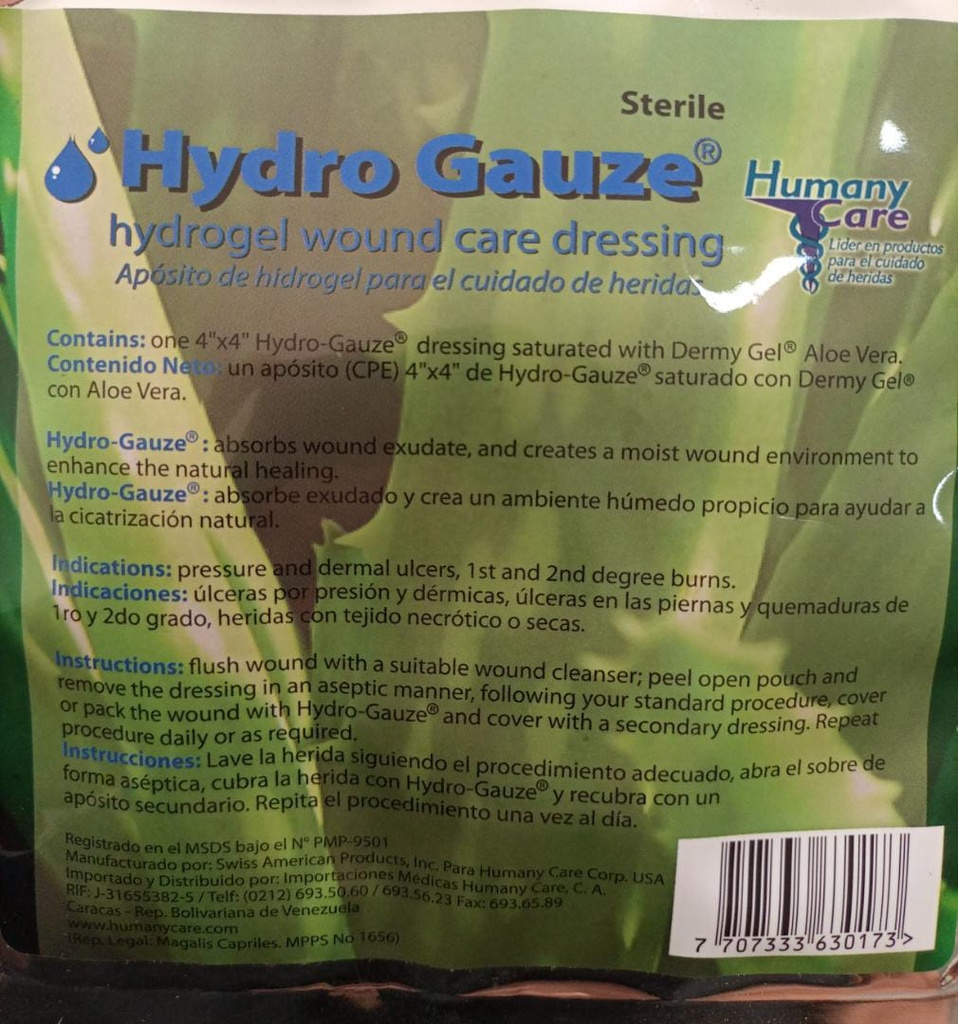 Sterile
Hydro Gauze®
hydrogel wound care dressing
Apósito de hidrogel para el cuidado de heridas
Humany
Care
Lider en productos
para el cuidado
de heridas
Contains: one 4"x4" Hydro-Gauze® dressing saturated with Dermy Gel® Aloe Vera.
Contenido Neto: un apósito (CPE) 4"x4" de Hydro-Gauze® saturado con Dermy Gel®
con Aloe Vera.
Hydro-Gauze® : absorbs wound exudate, and creates a moist wound environment to
enhance the natural healing.
Hydro-Gauze® : absorbe exudado y crea un ambiente húmedo propicio para ayudar a
la cicatrización natural.
Indications: pressure and dermal ulcers, 1st and 2nd degree burns.
Indicaciones: úlceras por presión y dérmicas, úlceras en las piernas y quemaduras de
1ro y 2do grado, heridas con tejido necrótico o secas.
Instructions: flush wound with a suitable wound cleanser; peel open pouch and
remove the dressing in an aseptic manner, following your standard procedure, cover
or pack the wound with Hydro-Gauze® and cover with a secondary dressing. Repeat
procedure daily or as required.
Instrucciones: Lave la herida siguiendo el procedimiento adecuado, abra el sobre de
forma aséptica, cubra la herida con Hydro-Gauze® y recubra con un
apósito secundario. Repita el procedimiento una vez al día.
Registrado en el MSDS bajo el N° PMP-9501
Manufacturado por: Swiss American Products, Inc. Para Humany Care Corp. USA
Importado y Distribuido por: Importaciones Médicas Humany Care, C. A.
RIF: J-31655382-5 / Telf: (0212) 693.50.60 / 693.56.23 Fax: 693.65.89
Caracas - Rep. Bolivariana de Venezuela
www.humanycare.com
(Rep. Legal: Magalis Capriles. MPPS No 1656)
7 707333 630173 >